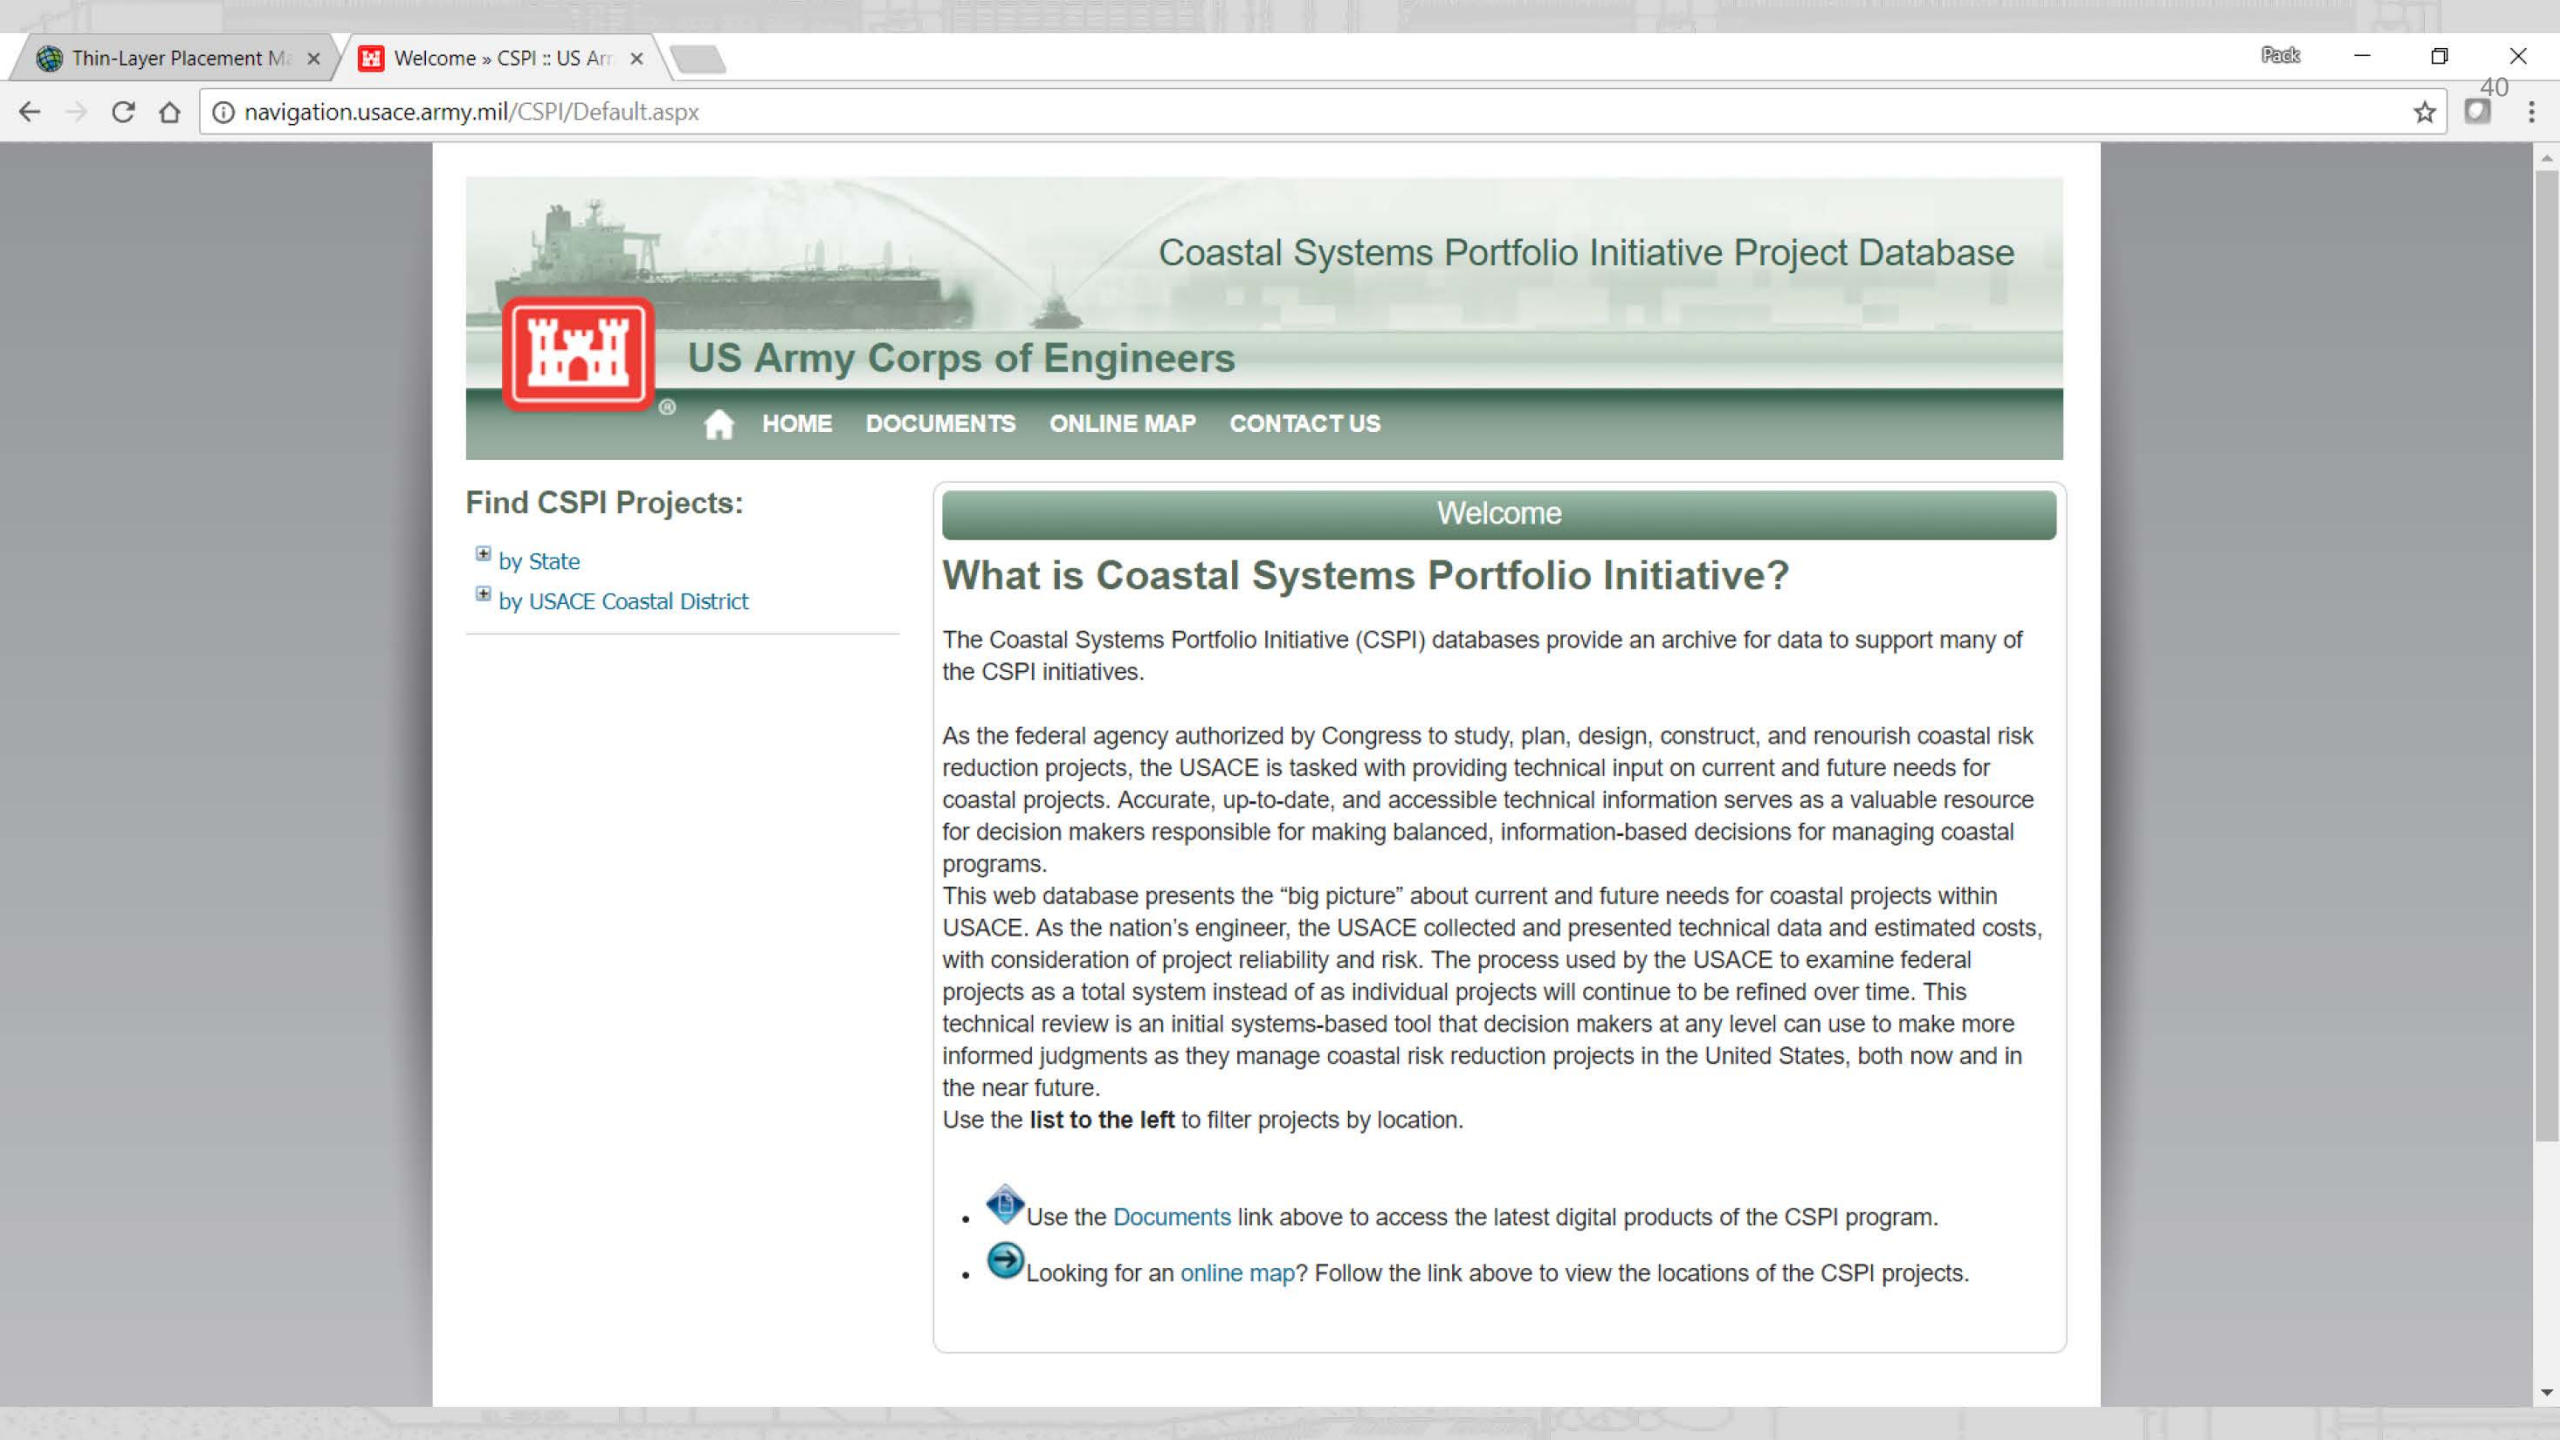 Thin-Layer Placement Ma
Welcome » CSPI :: US Arm
Pack
40
navigation.usace.army.mil/CSPI/Default.aspx
Coastal Systems Portfolio Initiative Project Database
US Army Corps of Engineers
®
HOME DOCUMENTS ONLINE MAP CONTACT US
Find CSPI Projects:
by State
by USACE Coastal District
Welcome
What is Coastal Systems Portfolio Initiative?
The Coastal Systems Portfolio Initiative (CSPI) databases provide an archive for data to support many of
the CSPI initiatives.
As the federal agency authorized by Congress to study, plan, design, construct, and renourish coastal risk
reduction projects, the USACE is tasked with providing technical input on current and future needs for
coastal projects. Accurate, up-to-date, and accessible technical information serves as a valuable resource
for decision makers responsible for making balanced, information-based decisions for managing coastal
programs.
This web database presents the “big picture” about current and future needs for coastal projects within
USACE. As the nation’s engineer, the USACE collected and presented technical data and estimated costs,
with consideration of project reliability and risk. The process used by the USACE to examine federal
projects as a total system instead of as individual projects will continue to be refined over time. This
technical review is an initial systems-based tool that decision makers at any level can use to make more
informed judgments as they manage coastal risk reduction projects in the United States, both now and in
the near future.
Use the list to the left to filter projects by location.
Use the Documents link above to access the latest digital products of the CSPI program.
Looking for an online map? Follow the link above to view the locations of the CSPI projects.